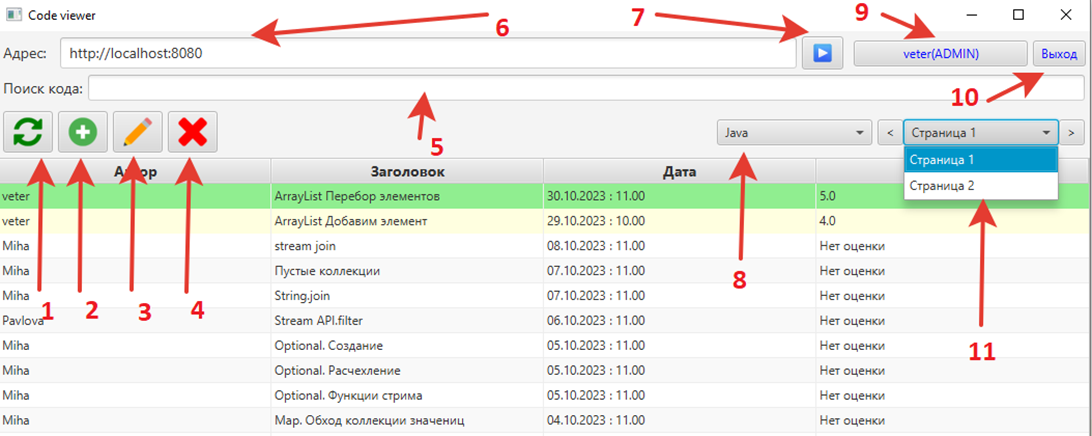 Code viewer
6
7
9
Адрес: http://localhost:8080 veter(ADMIN) Выход
Поиск кода:
10
5
Java < Страница 1 >
Страница 1
Страница 2
Автор Заголовок Дата
veter ArrayList Перебор элементов 30.10.2023 : 11.00 5.0
veter ArrayList Добавим элемент 29.10.2023 : 10.00 4.0
Miha stream join 08.10.2023 : 11.00 Нет оценки
Miha Пустые коллекции 07.10.2023 : 11.00 Нет оценки
Miha String.join 07.10.2023 : 11.00 Нет оценки
1 2 3 4 8
Pavlova Stream API.filter 06.10.2023 : 11.00 Нет оценки
Miha Optional. Создание 05.10.2023 : 11.00 Нет оценки
11
Miha Optional. Расчехление 05.10.2023 : 11.00 Нет оценки
Miha Optional. Функции стрима 05.10.2023 : 11.00 Нет оценки
Miha Map. Обход коллекции значениц 04.10.2023 : 11.00 Нет оценки